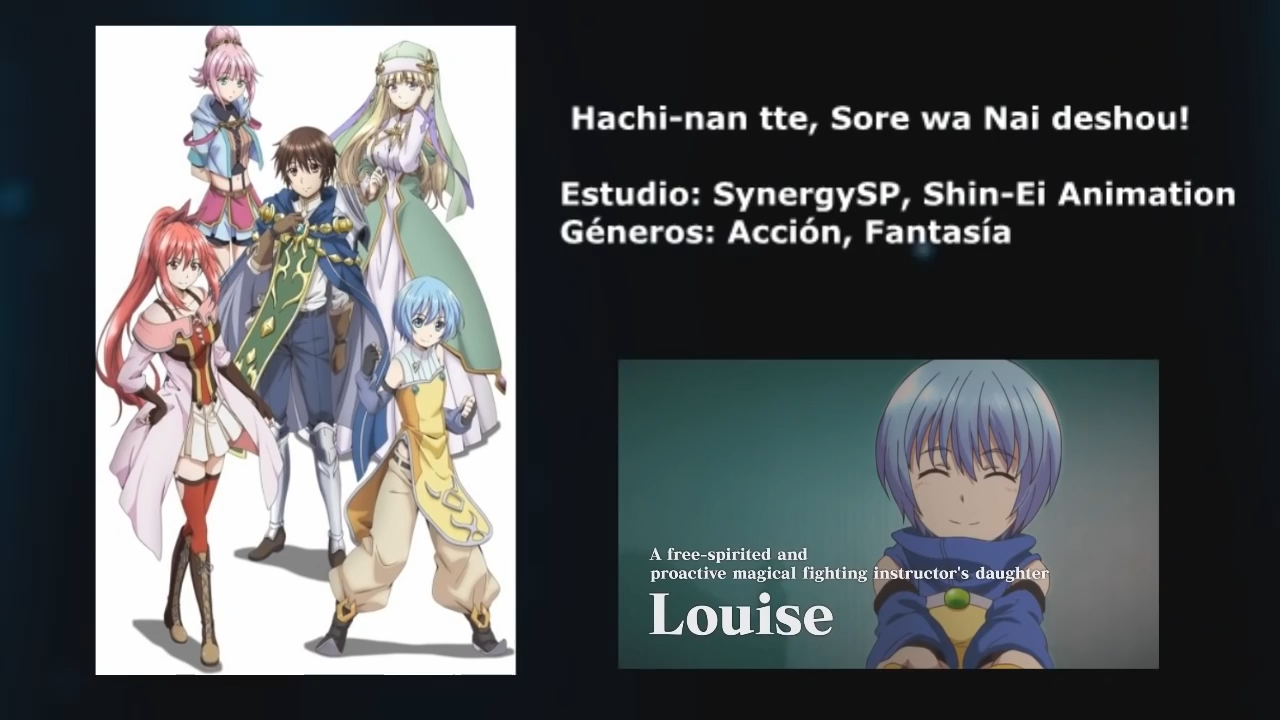 Hachi-nan tte, Sore wa Nai deshou!
Estudio: SynergySP, Shin-Ei Animation
Géneros: Acción, Fantasía
A free-spirited and
proactive magical fighting instructor's daughter
Louise